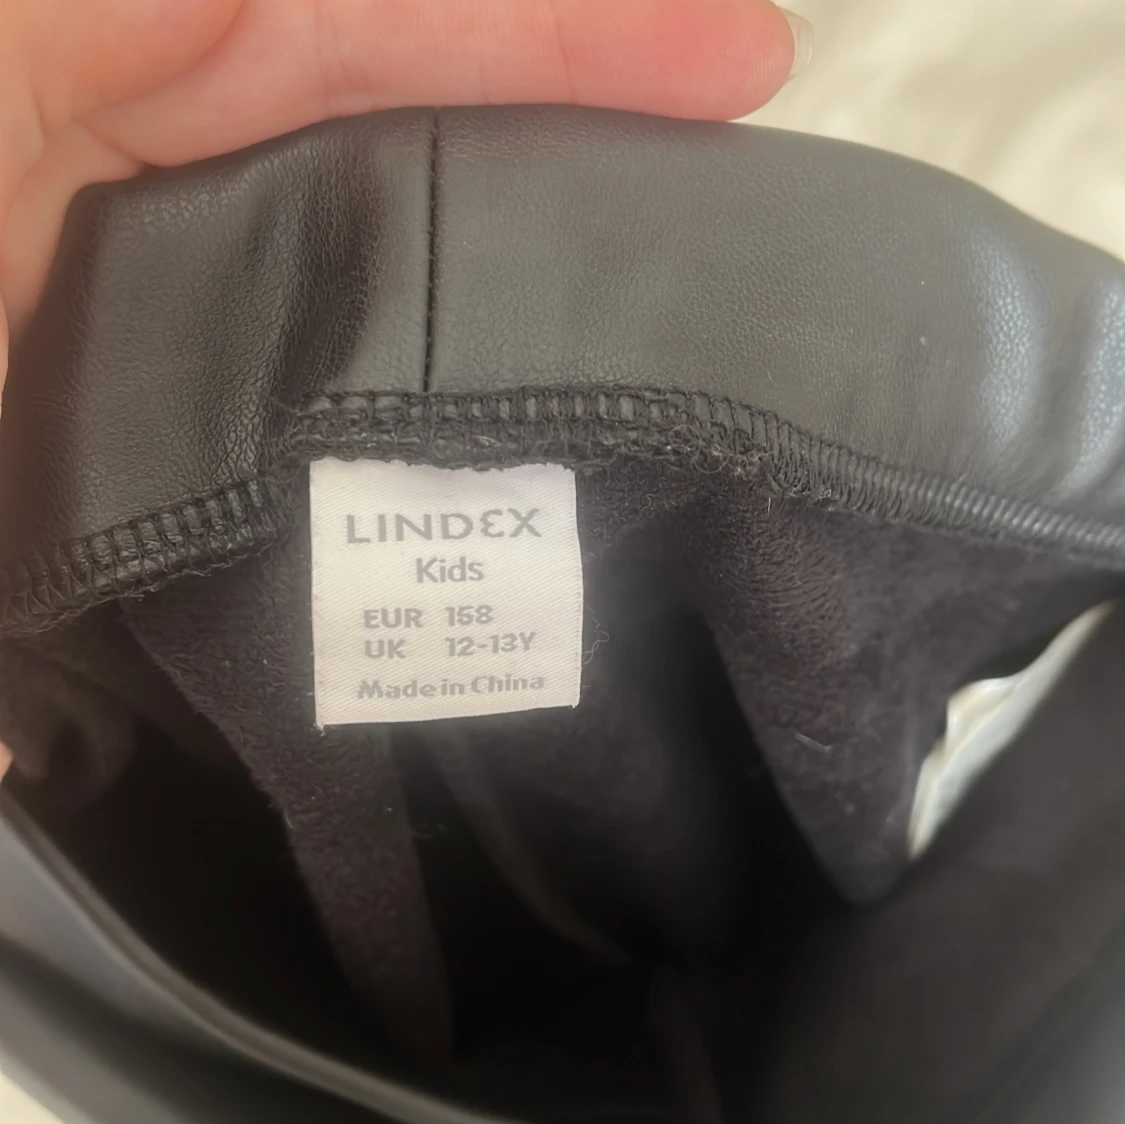 LINDEX
Kids
EUR 158
UK 12-13Y
Made in China